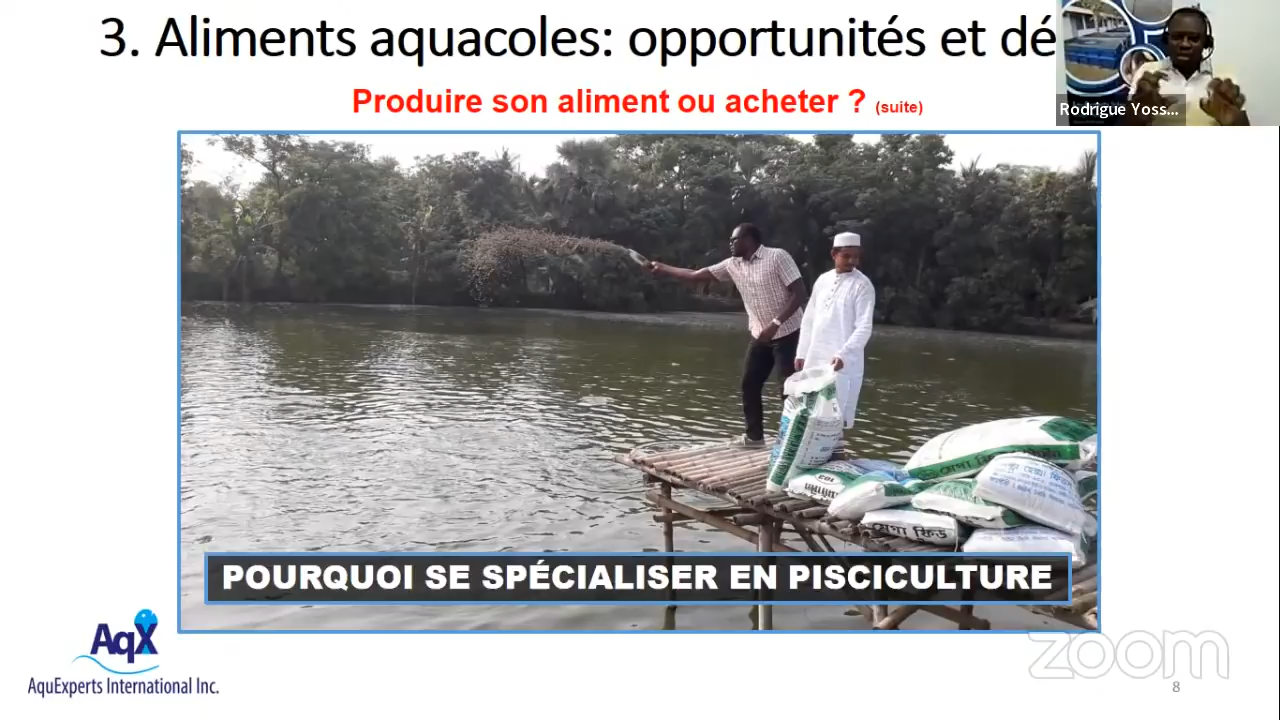 3. Aliments aquacoles: opportunités et dé
Produire son aliment ou acheter ? (suite)
Rodrigue Yoss...
মেগা ফিড
POURQUOI SE SPÉCIALISER EN PISCICULTURE
AqX
AquExperts International Inc.
zoom
8